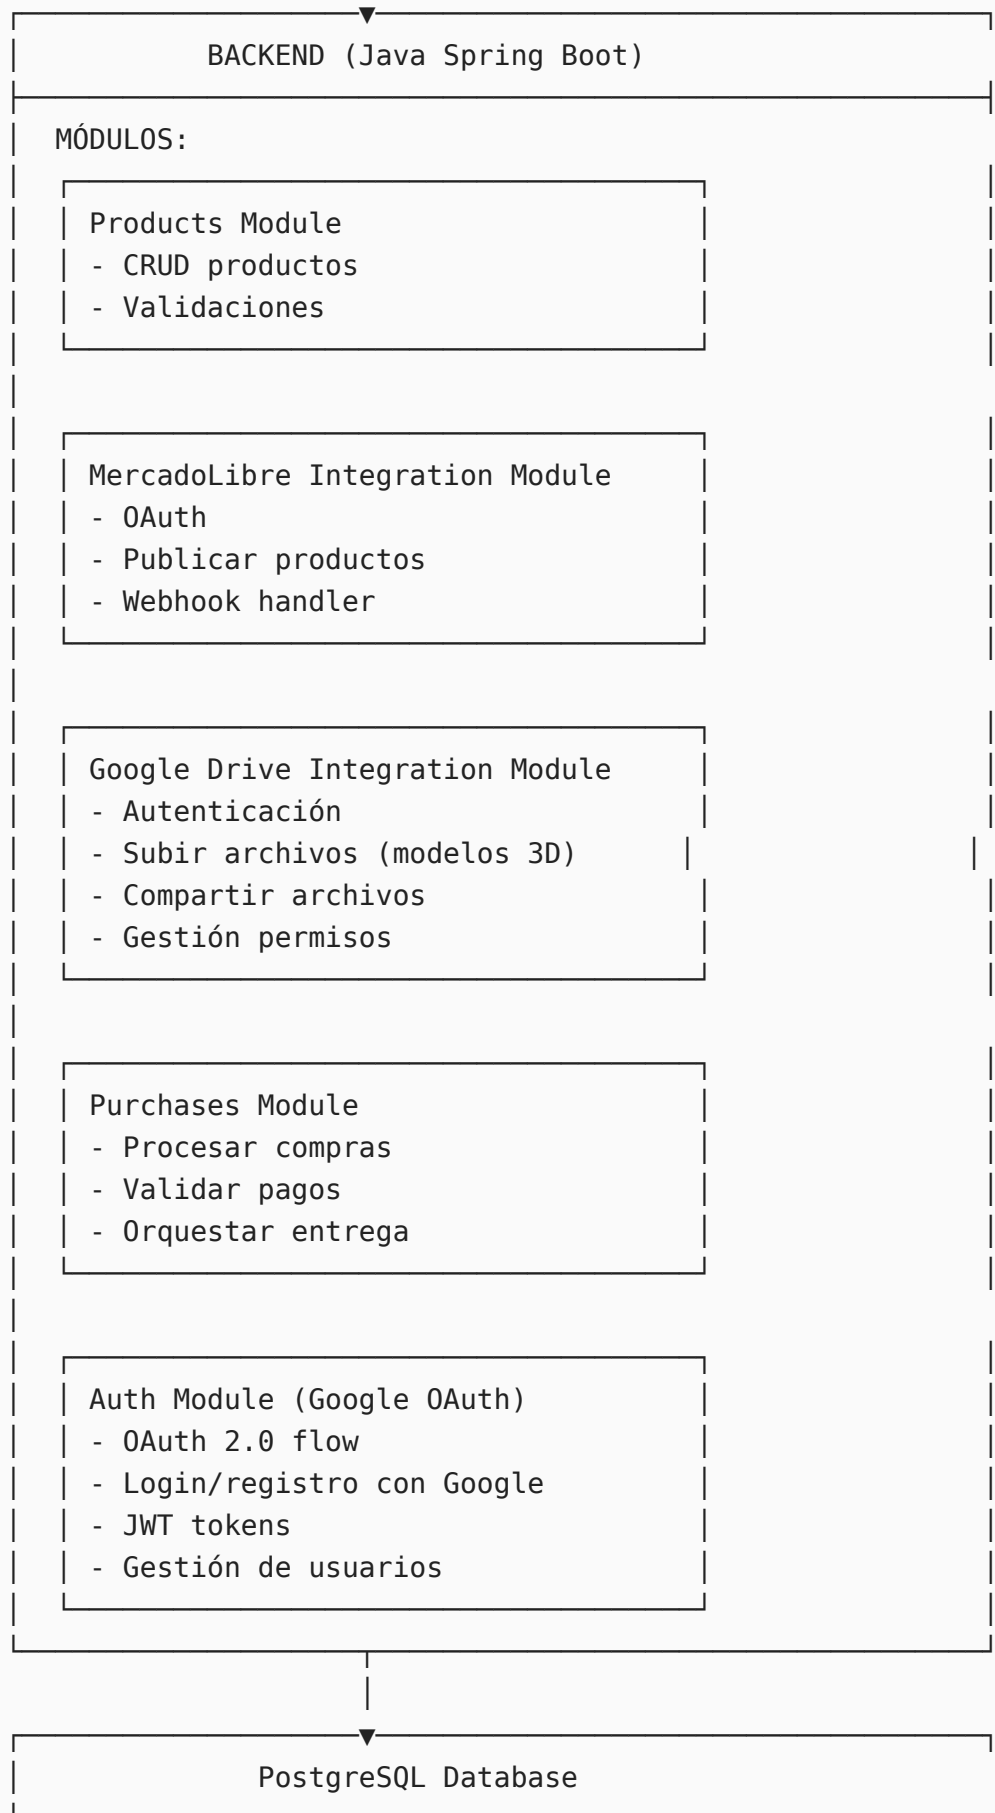 BACKEND (Java Spring Boot)
MÓDULOS:
Products Module
- CRUD productos
- Validaciones
MercadoLibre Integration Module
- OAuth
- Publicar productos
- Webhook handler
Google Drive Integration Module
- Autenticación
- Subir archivos (modelos 3D)
- Compartir archivos
- Gestión permisos
Purchases Module
- Procesar compras
- Validar pagos
- Orquestar entrega
Auth Module (Google OAuth)
- OAuth 2.0 flow
- Login/registro con Google
- JWT tokens
- Gestión de usuarios
PostgreSQL Database